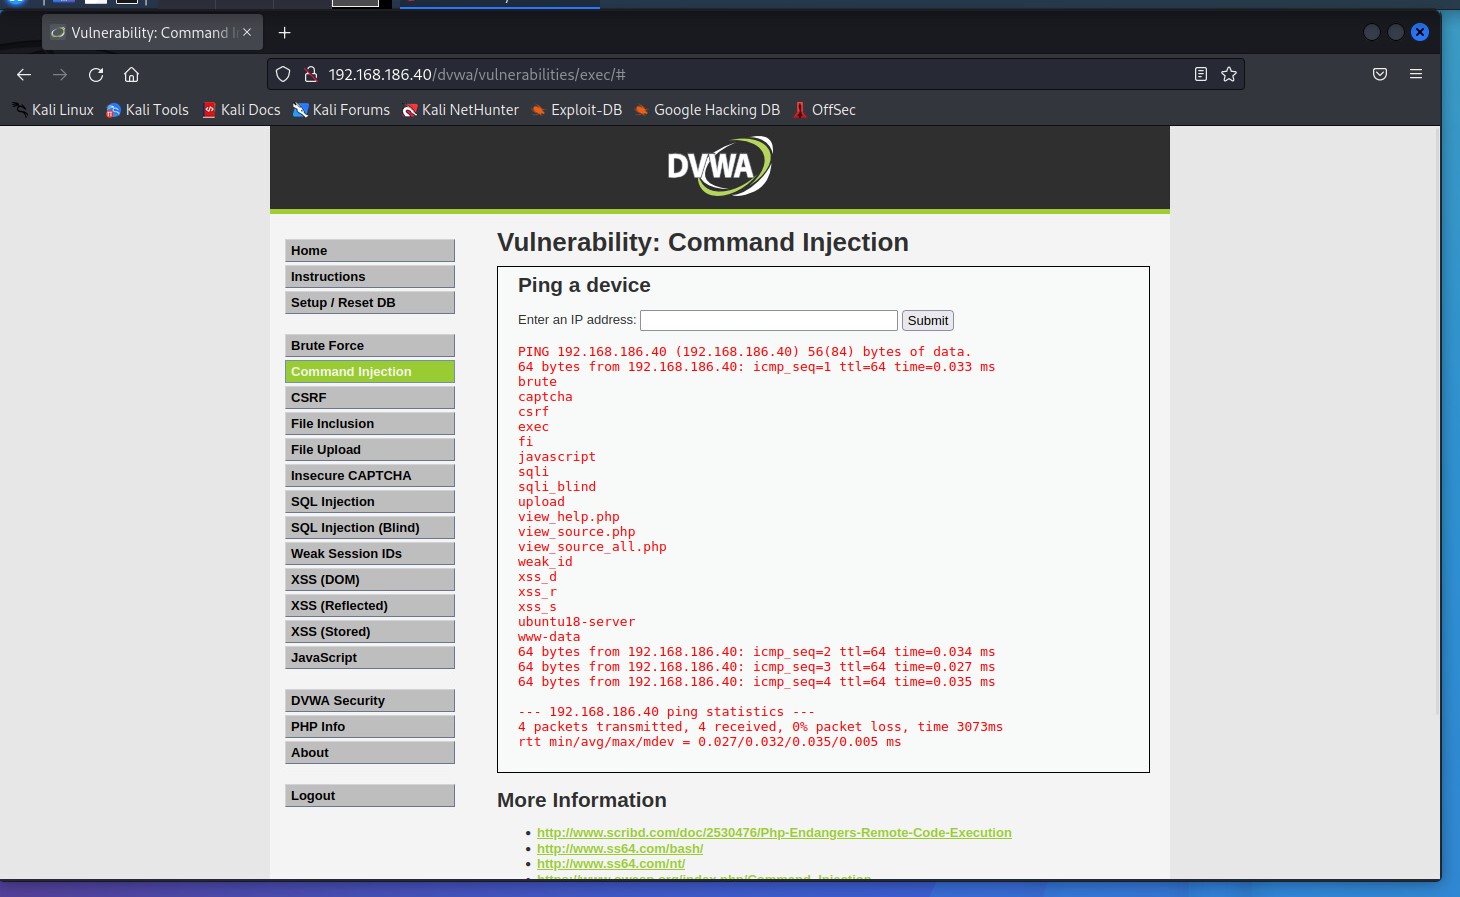 Vulnerability: Command I
192.168.186.40/dvwa/vulnerabilities/exec/#
Kali Linux Kali Tools Kali Docs Kali Forums Kali NetHunter Exploit-DB Google Hacking DB OffSec
DVWA
Home
Instructions
Setup / Reset DB
Brute Force
Command Injection
CSRF
File Inclusion
File Upload
Insecure CAPTCHA
SQL Injection
SQL Injection (Blind)
Weak Session IDs
XSS (DOM)
XSS (Reflected)
XSS (Stored)
JavaScript
DVWA Security
PHP Info
About
Logout
Vulnerability: Command Injection
Ping a device
Enter an IP address: Submit
PING 192.168.186.40 (192.168.186.40) 56(84) bytes of data.
64 bytes from 192.168.186.40: icmp_seq=1 ttl=64 time=0.033 ms
brute
captcha
csrf
exec
fi
javascript
sqli
sqli_blind
upload
view_help.php
view_source.php
view_source_all.php
weak_id
xss_d
xss_r
xss_s
ubuntu18-server
www-data
64 bytes from 192.168.186.40: icmp_seq=2 ttl=64 time=0.034 ms
64 bytes from 192.168.186.40: icmp_seq=3 ttl=64 time=0.027 ms
64 bytes from 192.168.186.40: icmp_seq=4 ttl=64 time=0.035 ms
--- 192.168.186.40 ping statistics ---
4 packets transmitted, 4 received, 0% packet loss, time 3073ms
rtt min/avg/max/mdev = 0.027/0.032/0.035/0.005 ms
More Information
http://www.scribd.com/doc/2530476/Php-Endangers-Remote-Code-Execution
http://www.ss64.com/bash/
http://www.ss64.com/nt/
https://www.owasp.org/index.php/Command_Injection